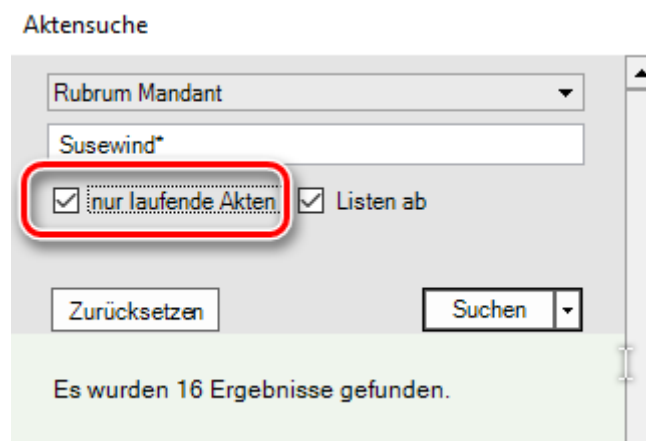 Aktensuche
Rubrum Mandant
Susewind*
nur laufende Akten Listen ab
Zurücksetzen Suchen
Es wurden 16 Ergebnisse gefunden.